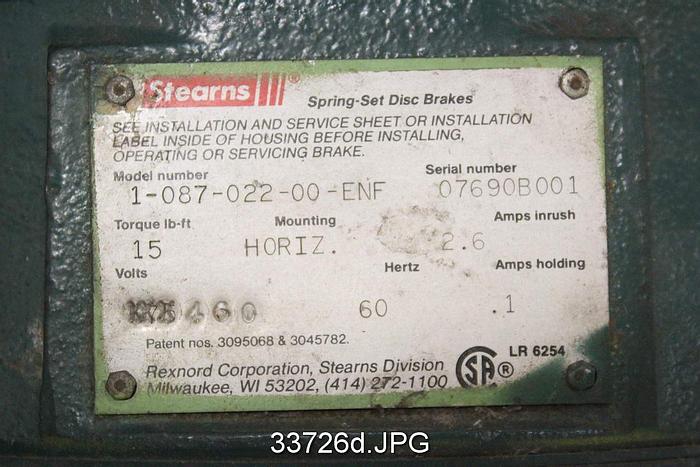 Stearns ®
Spring-Set Disc Brakes
SEE INSTALLATION AND SERVICE SHEET OR INSTALLATION
LABEL INSIDE OF HOUSING BEFORE INSTALLING,
OPERATING OR SERVICING BRAKE.
Model number Serial number
1-087-022-00-ENF 07690B001
Torque lb-ft Mounting Amps inrush
15 HORIZ. 2.6
Volts Hertz Amps holding
460 60 .1
Patent nos. 3095068 & 3045782.
Rexnord Corporation, Stearns Division
Milwaukee, WI 53202, (414) 272-1100
SA ® LR 6254
33726d.JPG